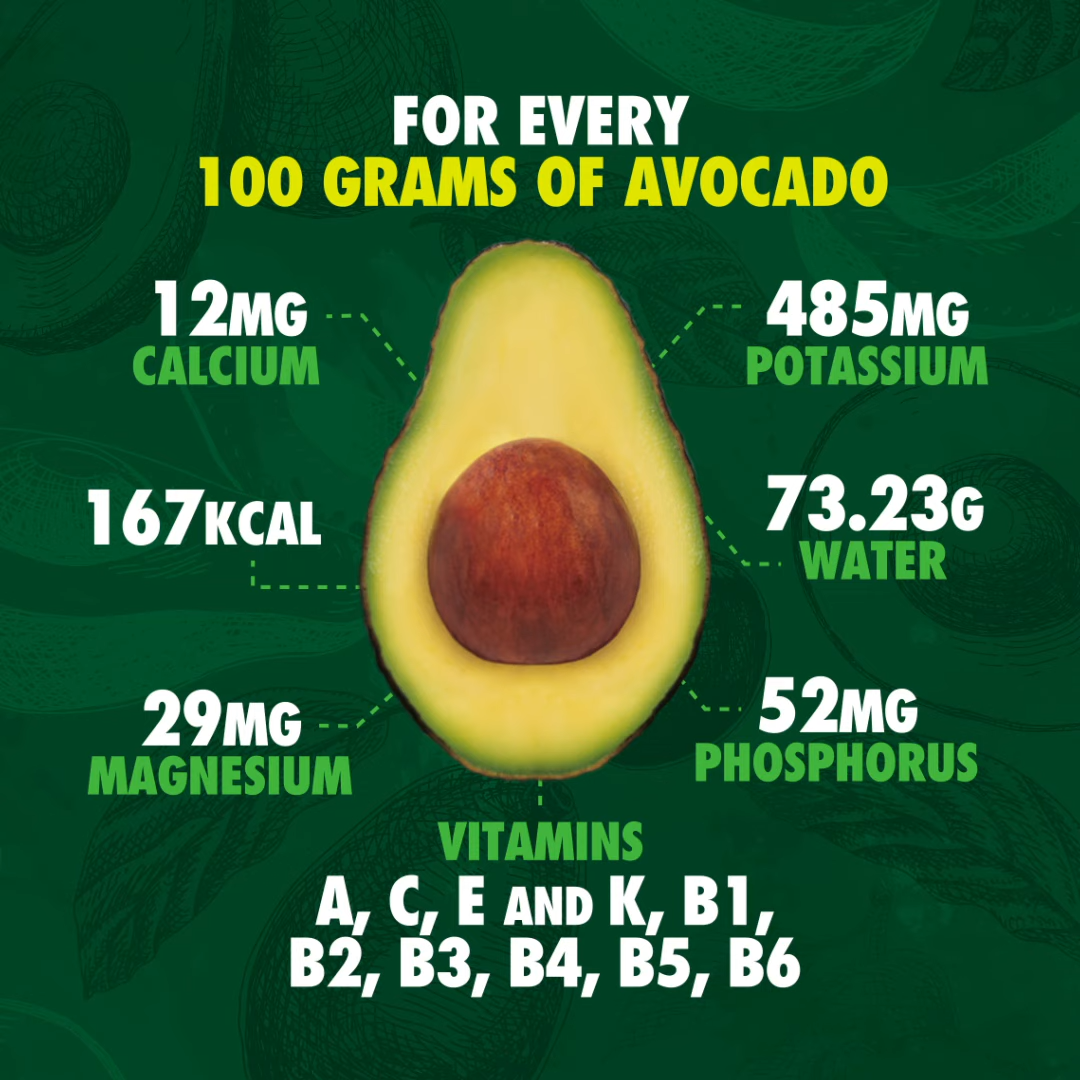 FOR EVERY
100 GRAMS OF AVOCADO
12MG
CALCIUM
485MG
POTASSIUM
167KCAL
73.23G
WATER
29MG
MAGNESIUM
52MG
PHOSPHORUS
VITAMINS
A, C, E AND K, B1,
B2, B3, B4, B5, B6